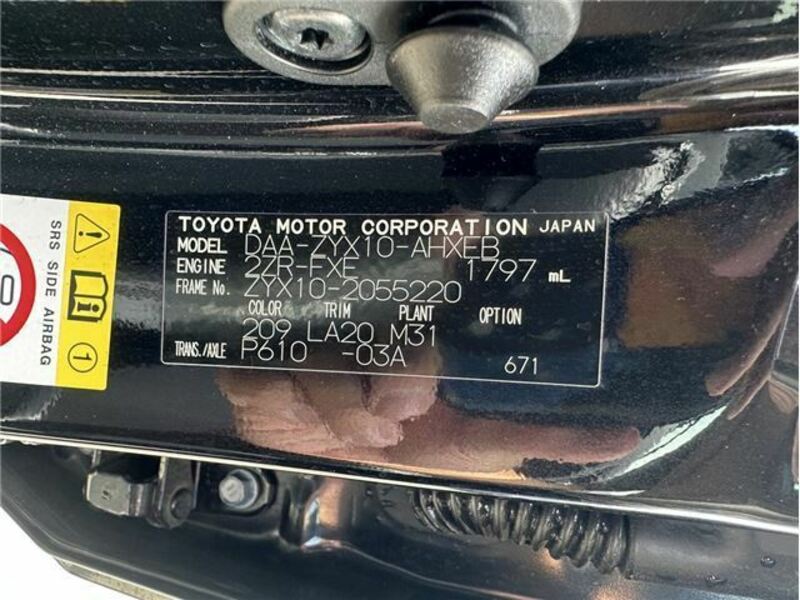 TOYOTA MOTOR CORPORATION JAPAN
MODEL DAA-ZYX10-AHXEB
ENGINE 2ZR-FXE 1797 mL
FRAME No. ZYX10-2055220
COLOR TRIM PLANT OPTION
209 LA20 M31
TRANS./AXLE P610 -03A 671
SRS SIDE AIRBAG
1